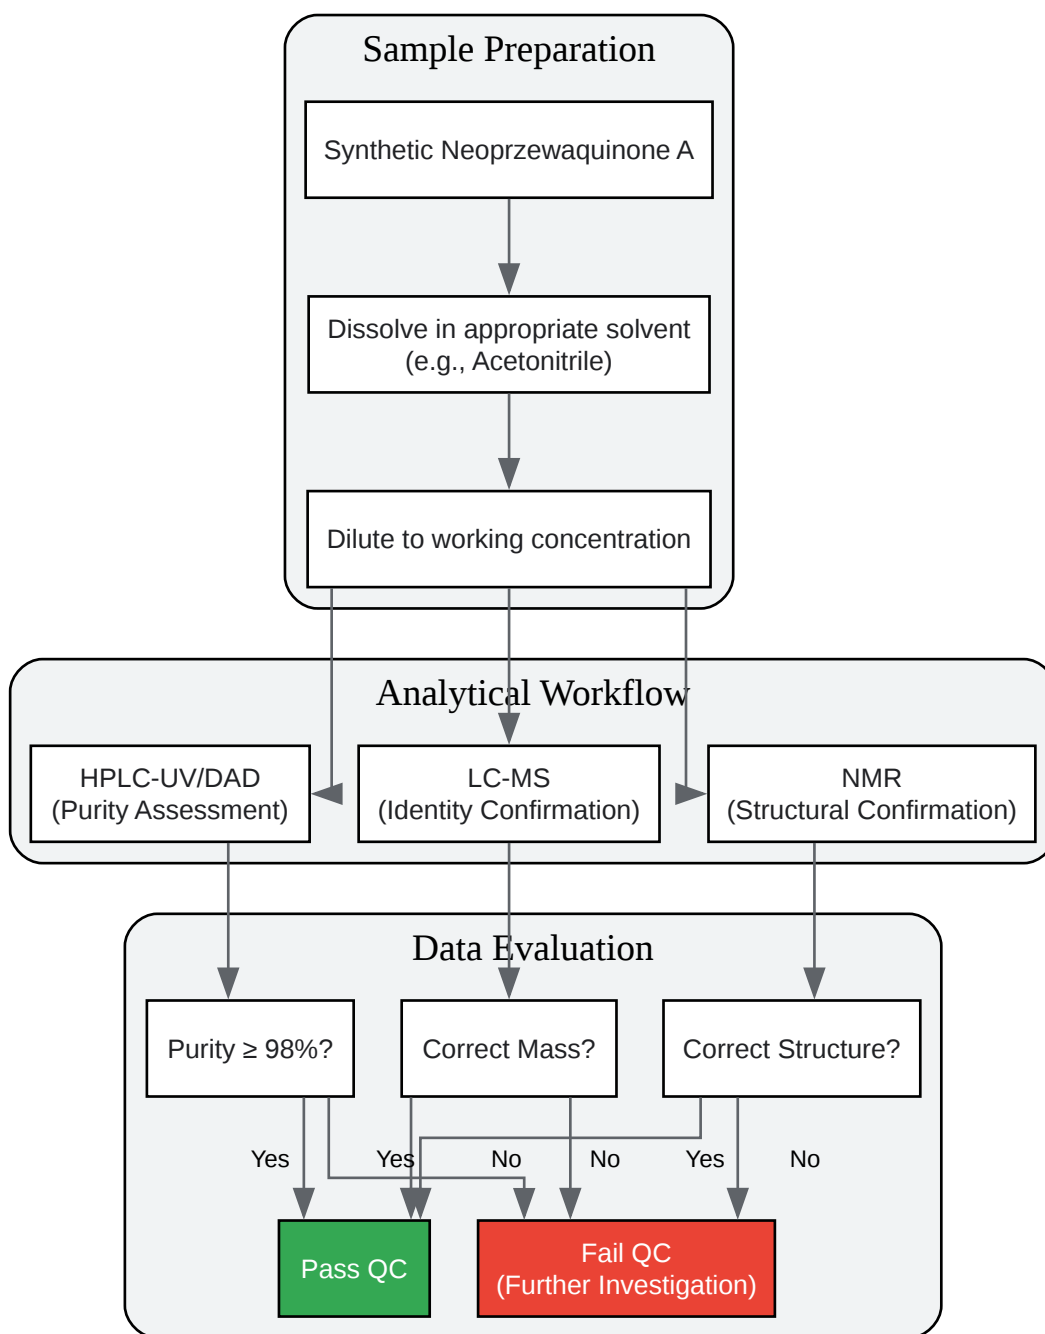 Sample Preparation
Synthetic Neoprzewaquinone A
Dissolve in appropriate solvent
(e.g., Acetonitrile)
Dilute to working concentration
Analytical Workflow
HPLC-UV/DAD
(Purity Assessment)
LC-MS
(Identity Confirmation)
NMR
(Structural Confirmation)
Data Evaluation
Purity ≥ 98%?
Correct Mass?
Correct Structure?
Yes
Yes
No
No
Yes
No
Pass QC
Fail QC
(Further Investigation)